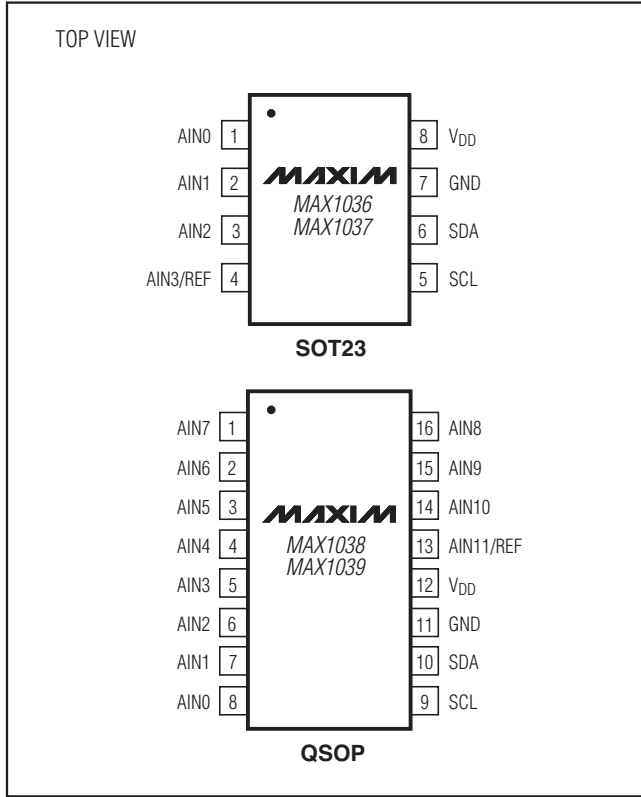 TOP VIEW
AIN0 1 8 VDD
AIN1 2 MAXIM 7 GND
MAX1036
AIN2 3 MAX1037 6 SDA
AIN3/REF 4 5 SCL
SOT23
AIN7 1 16 AIN8
AIN6 2 15 AIN9
AIN5 3 MAXIM 14 AIN10
AIN4 4 MAX1038 13 AIN11/REF
MAX1039
AIN3 5 12 VDD
AIN2 6 11 GND
AIN1 7 10 SDA
AIN0 8 9 SCL
QSOP